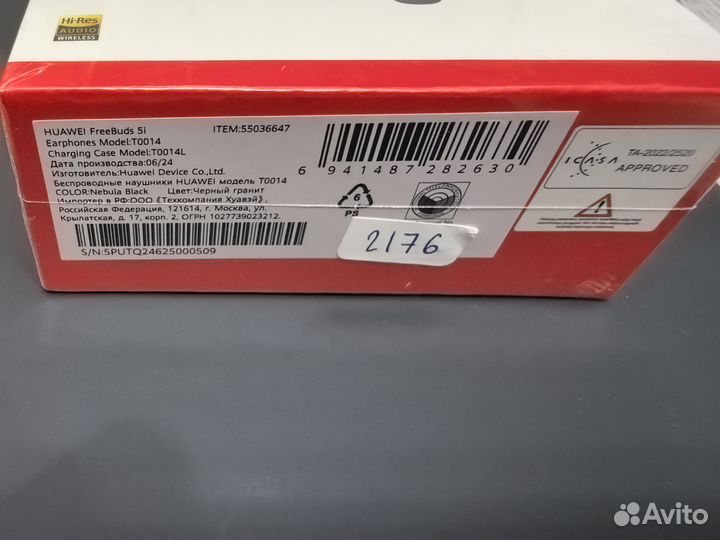 Hi-Res
AUDIO
WIRELESS
HUAWEI FreeBuds 5i ITEM:55036647
Earphones Model:T0014
Charging Case Model:T0014L
Дата производства:06/24
Изготовитель:Huawei Device Co.,Ltd.
Беспроводные наушники HUAWEI модель T0014
COLOR:Nebula Black Цвет:Черный гранит
Импортер в РФ:ООО《Техкомпания Хуавэй》,
Российская Федерация, 121614, г. Москва, ул.
Крылатская, д. 17, корп. 2, ОГРН 1027739023212.
S/N:5PUTQ24625000509
6 941487 282630
6
PS
2176
ICASA
TA-2022/2529
APPROVED
Avito